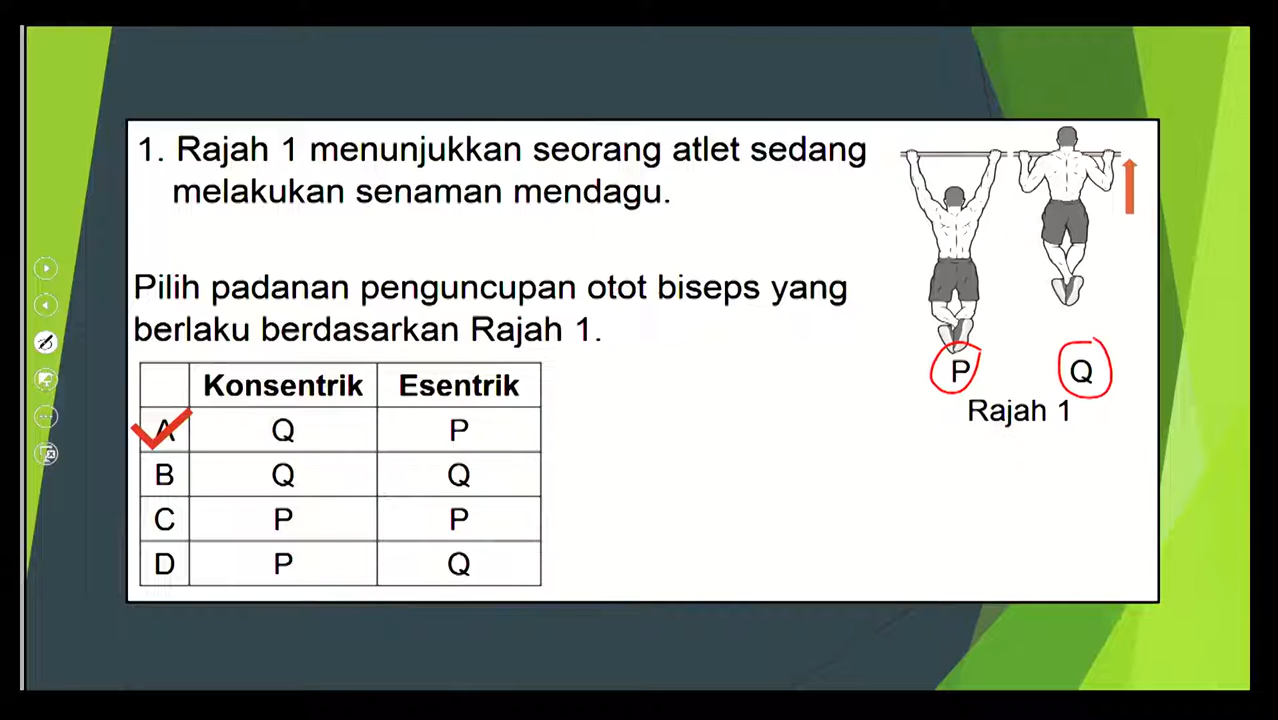 1. Rajah 1 menunjukkan seorang atlet sedang
melakukan senaman mendagu.
Pilih padanan penguncupan otot biseps yang
berlaku berdasarkan Rajah 1.
P Q
Rajah 1
Konsentrik Esentrik
A Q P
B Q Q
C P P
D P Q